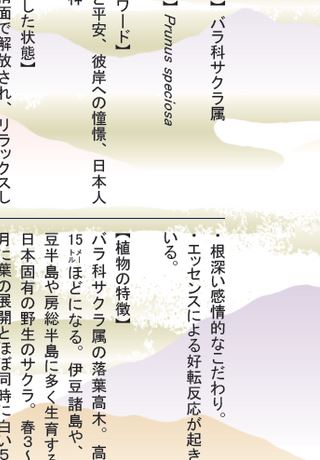 】 バラ科サクラ属
】 Prunus speciosa
ワード】
と平安、彼岸への憧憬、日本人
した状態】
情面で解放され、リラックスし
・根深い感情的なこだわり。
・エッセンスによる好転反応が起き
いる。
【植物の特徴】
バラ科サクラ属の落葉高木。高
15メートルほどになる。伊豆諸島や、
豆半島や房総半島に多く生育する
日本固有の野生のサクラ。春3〜
月に葉の展開とほぼ同時に白い5